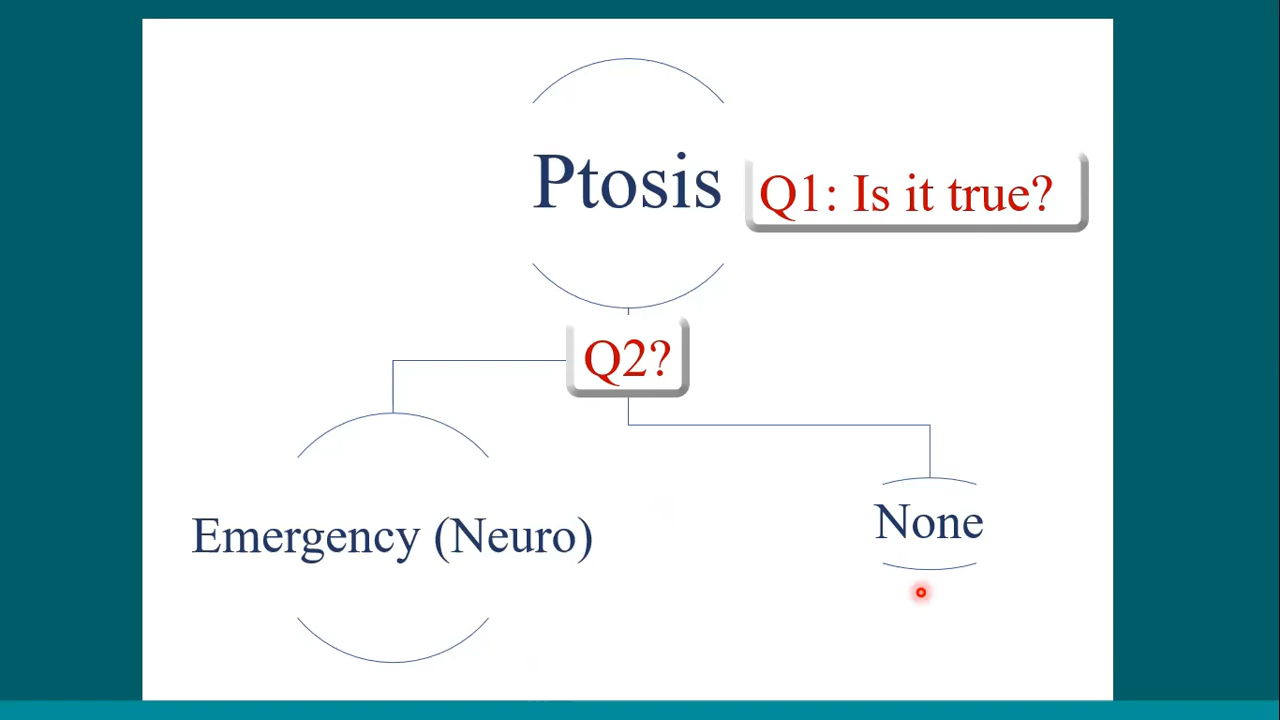 Ptosis
Q1: Is it true?
Q2?
Emergency (Neuro)
None